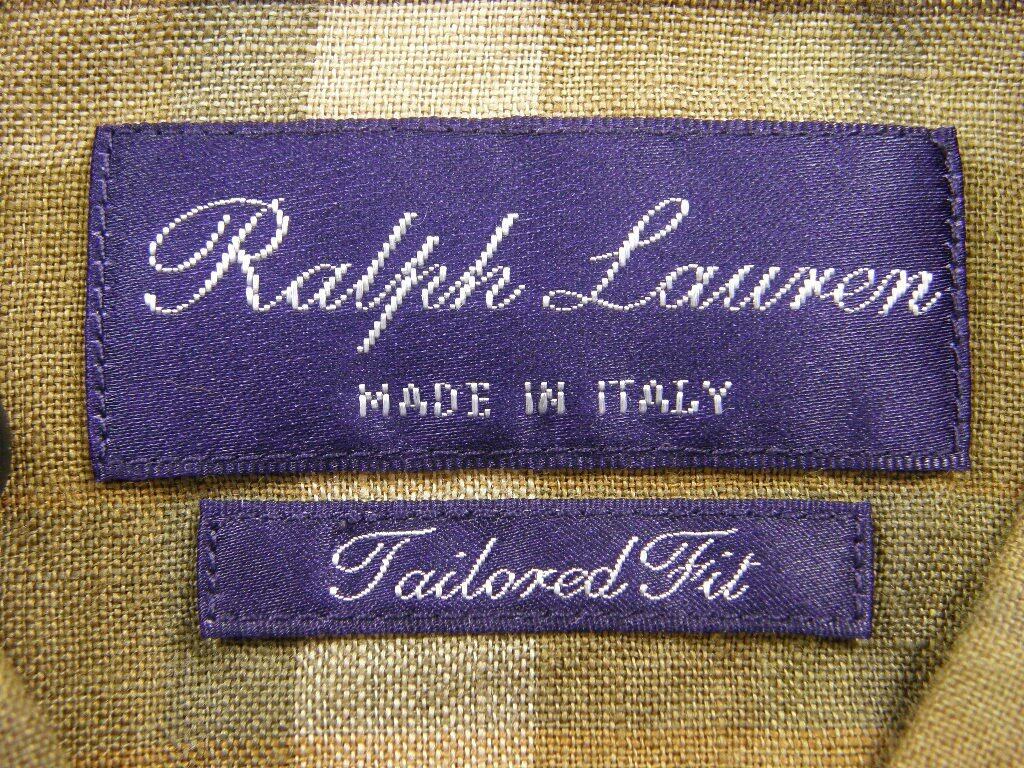 Ralph Lauren
MADE IN ITALY
Tailored Fit